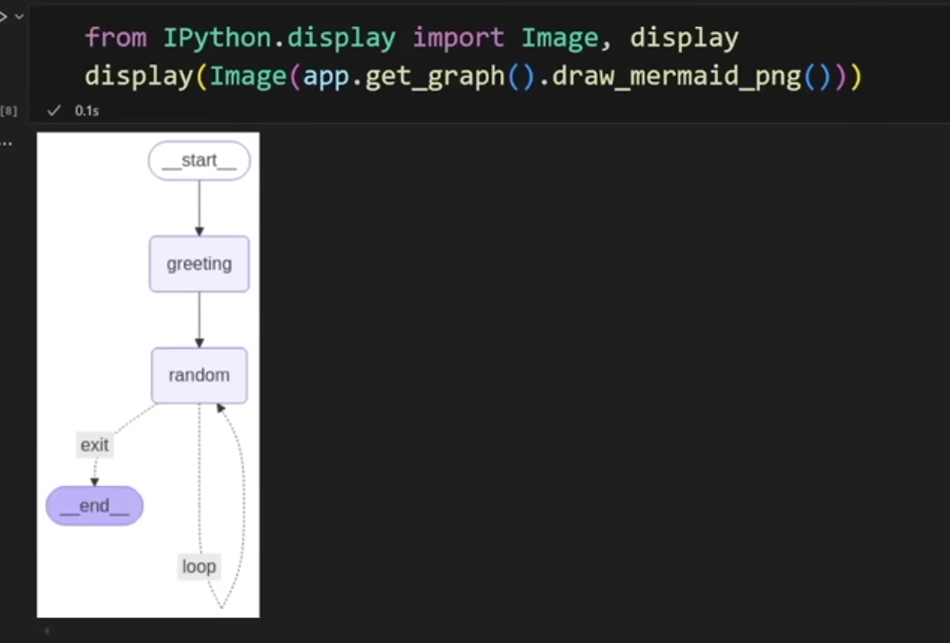 from IPython.display import Image, display
display(Image(app.get_graph().draw_mermaid_png()))
[8]
0.1s
...
__start__
greeting
random
exit
__end__
loop